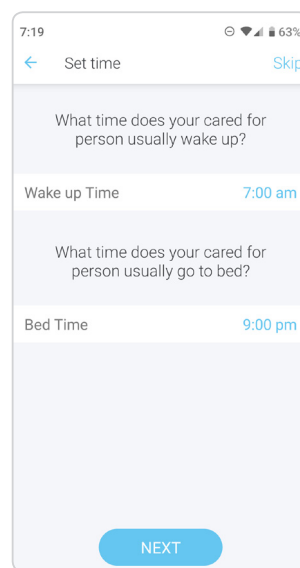 7:19 63%
Set time Skip
What time does your cared for
person usually wake up?
Wake up Time 7:00 am
What time does your cared for
person usually go to bed?
Bed Time 9:00 pm
NEXT